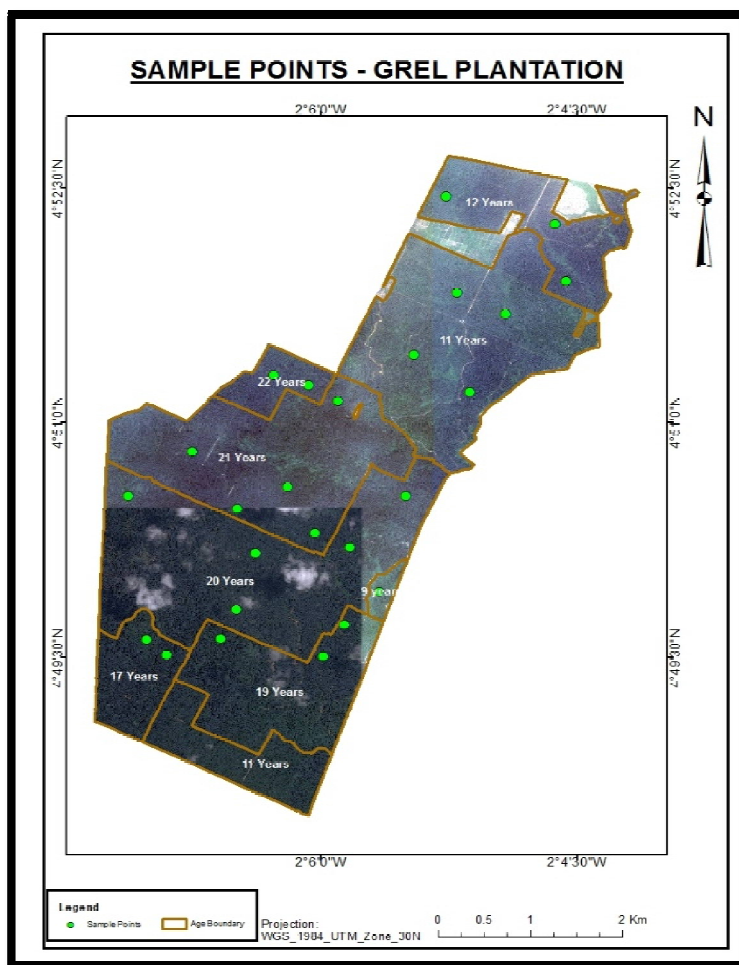 SAMPLE POINTS - GREL PLANTATION
2°6'0"W 2°4'30"W
N
4°52'30"N 4°52'30"N
12 Years
11 Years
22 Years
4°51'0"N 4°51'0"N
21 Years
20 Years
9 year
4°49'30"N 4°49'30"N
17 Years
19 Years
11 Years
2°6'0"W 2°4'30"W
Legend
Sample Points Age Boundary
Projection:
WGS_1984_UTM_Zone_30N
0 0.5 1 2 Km